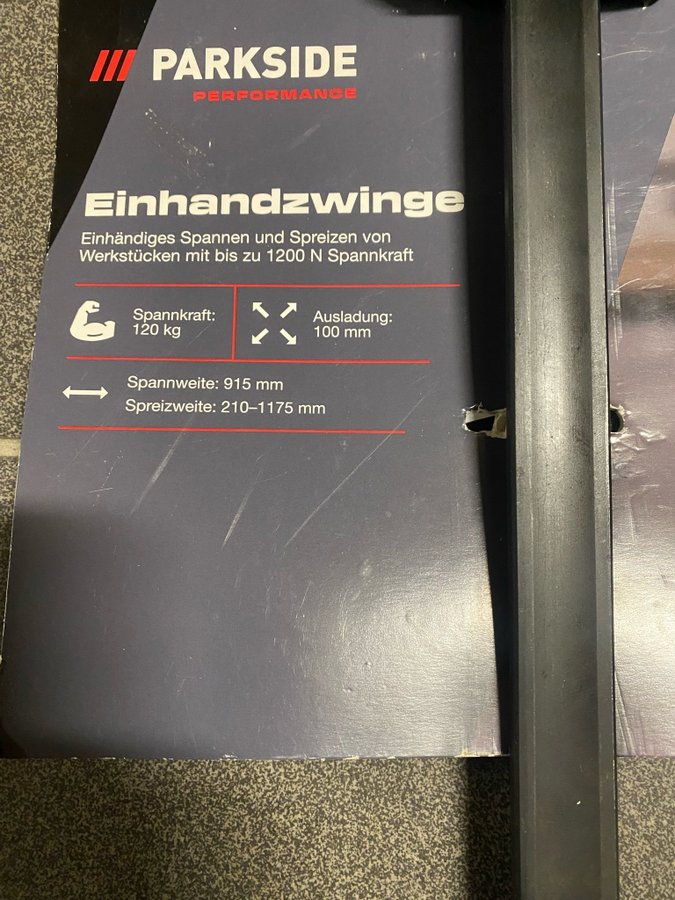 PARKSIDE
PERFORMANCE
Einhandzwinge
Einhändiges Spannen und Spreizen von
Werkstücken mit bis zu 1200 N Spannkraft
Spannkraft:
120 kg
Ausladung:
100 mm
Spannweite: 915 mm
Spreizweite: 210–1175 mm